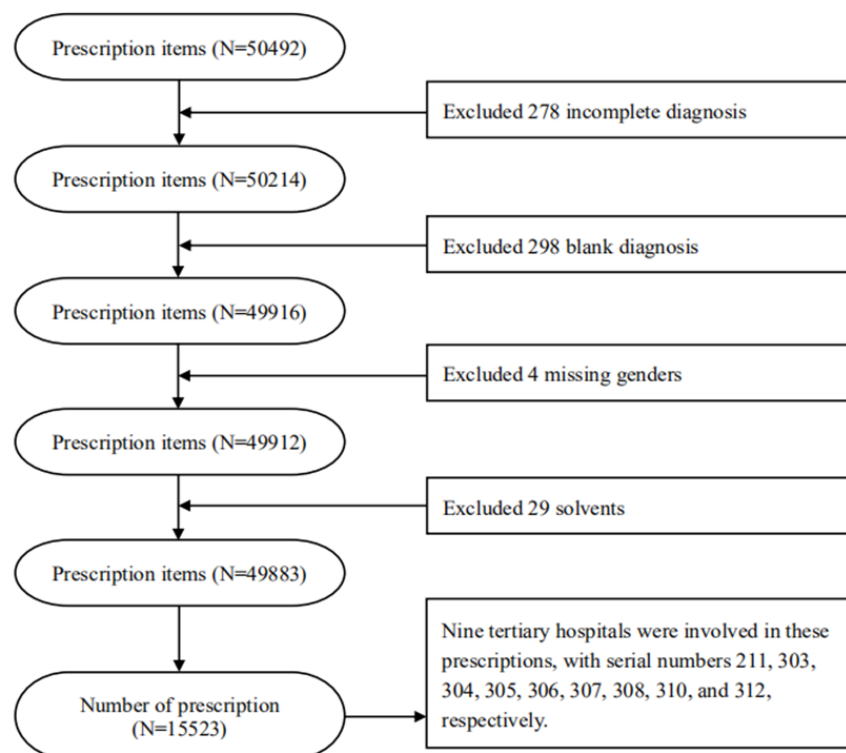 Prescription items (N=50492)
Excluded 278 incomplete diagnosis
Prescription items (N=50214)
Excluded 298 blank diagnosis
Prescription items (N=49916)
Excluded 4 missing genders
Prescription items (N=49912)
Excluded 29 solvents
Prescription items (N=49883)
Nine tertiary hospitals were involved in these
prescriptions, with serial numbers 211, 303,
304, 305, 306, 307, 308, 310, and 312,
respectively.
Number of prescription
(N=15523)